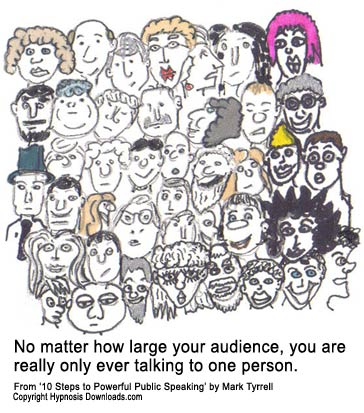 No matter how large your audience, you are
really only ever talking to one person.
From '10 Steps to Powerful Public Speaking' by Mark Tyrrell
Copyright Hypnosis Downloads.com